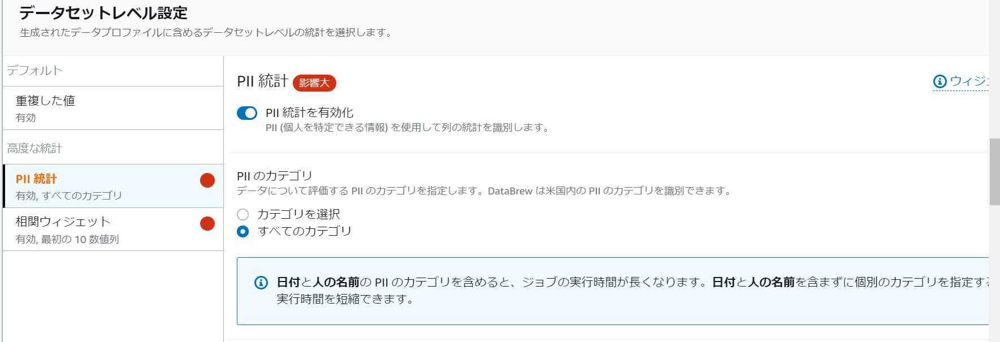 データセットレベル設定
生成されたデータプロファイルに含めるデータセットレベルの統計を選択します。
デフォルト
重複した値
有効
高度な統計
PII 統計
有効, すべてのカテゴリ
相関ウィジェット
有効, 最初の 10 数値列
PII 統計 影響大
ウィジ
PII 統計を有効化
PII (個人を特定できる情報) を使用して列の統計を識別します。
PII のカテゴリ
データについて評価する PII のカテゴリを指定します。DataBrew は米国内の PII のカテゴリを識別できます。
カテゴリを選択
すべてのカテゴリ
日付と人の名前の PII のカテゴリを含めると、ジョブの実行時間が長くなります。日付と人の名前を含まずに個別のカテゴリを指定す
実行時間を短縮できます。